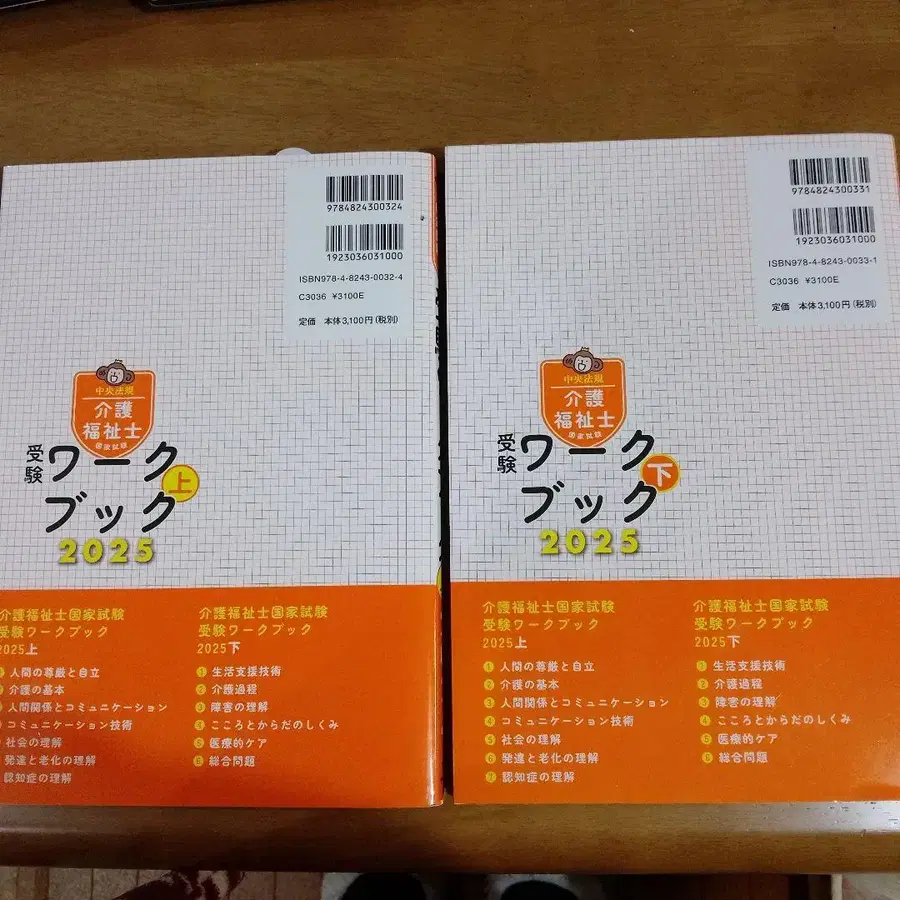 9784824300324
1923036031000
ISBN978-4-8243-0032-4
C3036 ¥3100E
定価 本体3,100円(税別)
中央法規
介護
福祉士
国家試験
受験
ワーク
ブック
上
2025
介護福祉士国家試験
受験ワークブック
2025上
人間の尊厳と自立
介護の基本
人間関係とコミュニケーション
コミュニケーション技術
社会の理解
発達と老化の理解
認知症の理解
介護福祉士国家試験
受験ワークブック
2025下
1 生活支援技術
2 介護過程
3 障害の理解
4 こころとからだのしくみ
5 医療的ケア
6 総合問題
9784824300331
1923036031000
ISBN978-4-8243-0033-1
C3036 ¥3100E
定価 本体3,100円(税別)
中央法規
介護
福祉士
国家試験
受験
ワーク
ブック
下
2025
介護福祉士国家試験
受験ワークブック
2025上
1 人間の尊厳と自立
2 介護の基本
3 人間関係とコミュニケーション
4 コミュニケーション技術
5 社会の理解
6 発達と老化の理解
7 認知症の理解
介護福祉士国家試験
受験ワークブック
2025下
1 生活支援技術
2 介護過程
3 障害の理解
4 こころとからだのしくみ
5 医療的ケア
6 総合問題